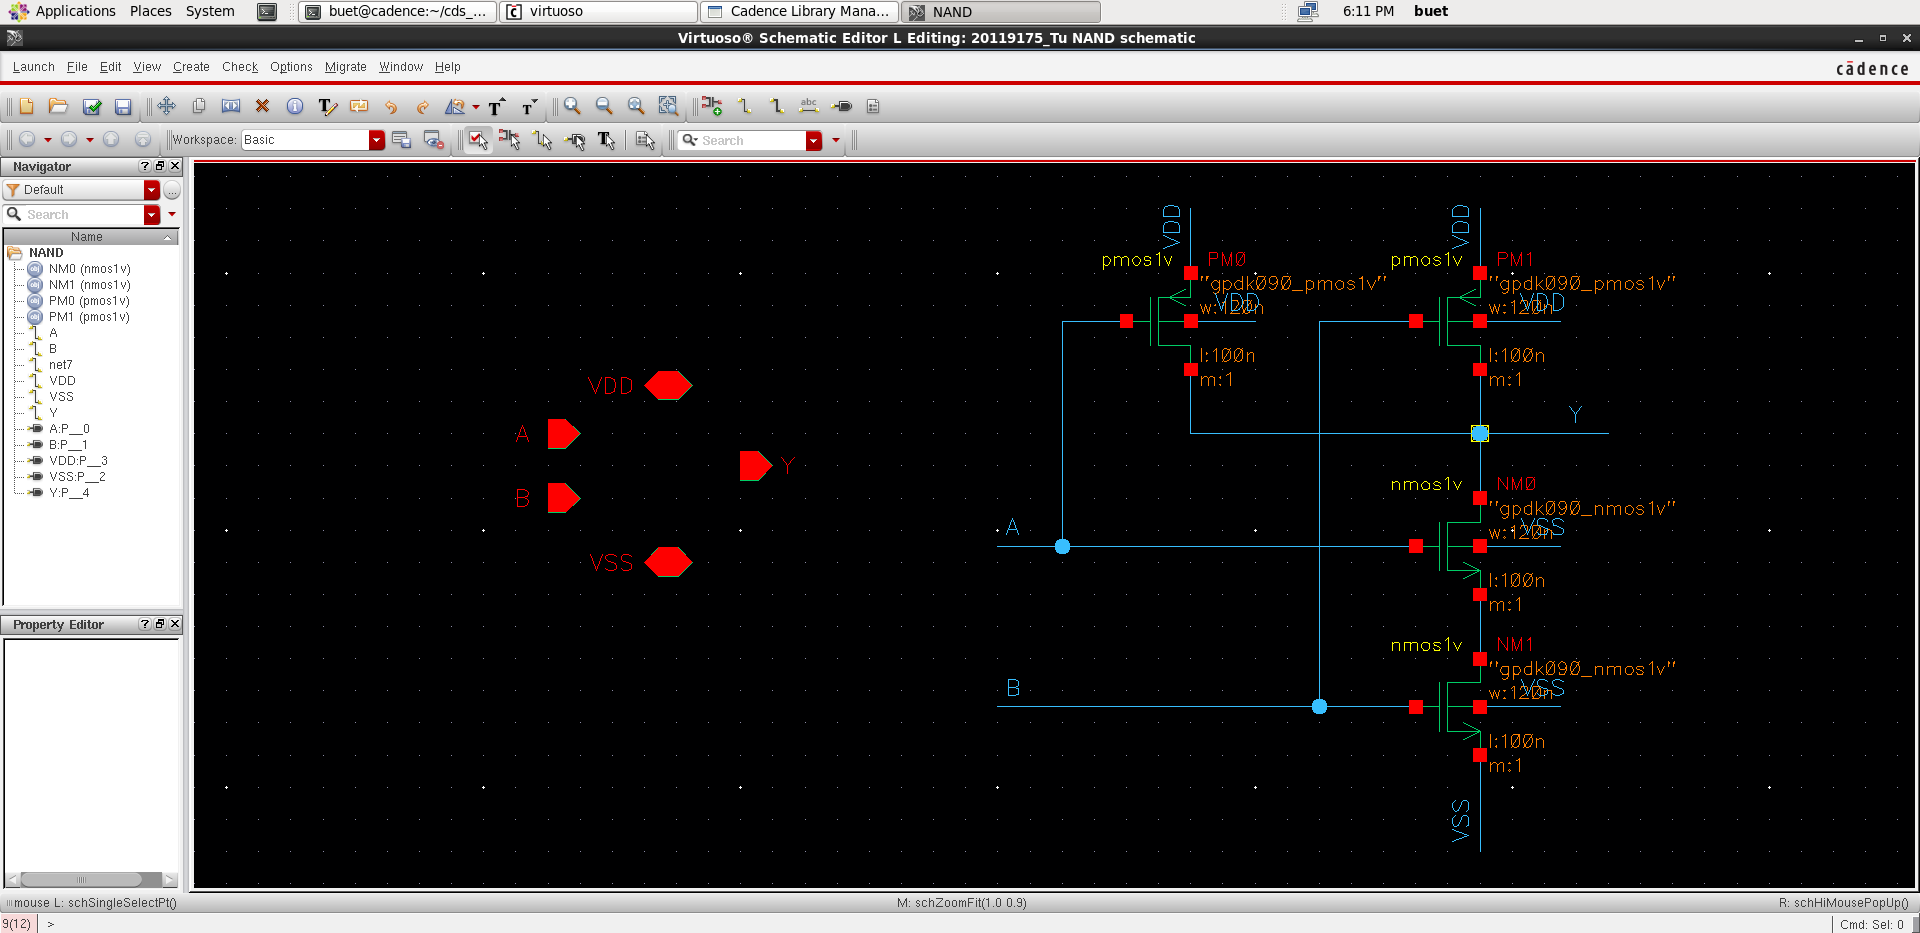 Applications Places System buet@cadence:~/cds_... virtuoso Cadence Library Mana... NAND 6:11 PM buet
Virtuoso® Schematic Editor L Editing: 20119175_Tu NAND schematic
Launch File Edit View Create Check Options Migrate Window Help
cādence
abc
Workspace: Basic
Search
Navigator
Default
Search
Name
NAND
NM0 (nmos1v)
NM1 (nmos1v)
PM0 (pmos1v)
PM1 (pmos1v)
A
B
net7
VDD
VSS
Y
A:P__0
B:P__1
VDD:P__3
VSS:P__2
Y:P__4
Property Editor
VDD
A
Y
B
VSS
VDD
pmos1v PM0
"gpdk090_pmos1v"
VDD
w:120n
l:100n
m:1
VDD
pmos1v PM1
"gpdk090_pmos1v"
VDD
w:120n
l:100n
m:1
Y
nmos1v NM0
"gpdk090_nmos1v"
VSS
w:120n
l:100n
m:1
A
nmos1v NM1
"gpdk090_nmos1v"
VSS
w:120n
l:100n
m:1
B
VSS
mouse L: schSingleSelectPt() M: schZoomFit(1.0 0.9) R: schHiMousePopUp()
9(12) > Cmd: Sel: 0